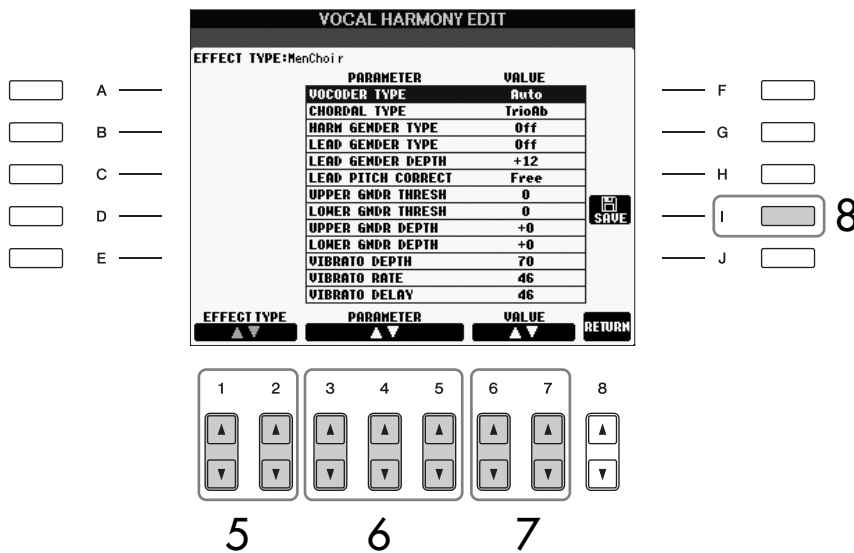 VOCAL HARMONY EDIT
EFFECT TYPE:MenChoir
PARAMETER VALUE
VOCODER TYPE Auto
CHORDAL TYPE TrioAb
HARM GENDER TYPE Off
LEAD GENDER TYPE Off
LEAD GENDER DEPTH +12
LEAD PITCH CORRECT Free
UPPER GNDR THRESH 0
LOWER GNDR THRESH 0
UPPER GNDR DEPTH +0
LOWER GNDR DEPTH +0
VIBRATO DEPTH 70
VIBRATO RATE 46
VIBRATO DELAY 46
SAVE
EFFECT TYPE PARAMETER VALUE RETURN
A F
B G
C H
D I 8
E J
1 2 3 4 5 6 7 8
5 6 7